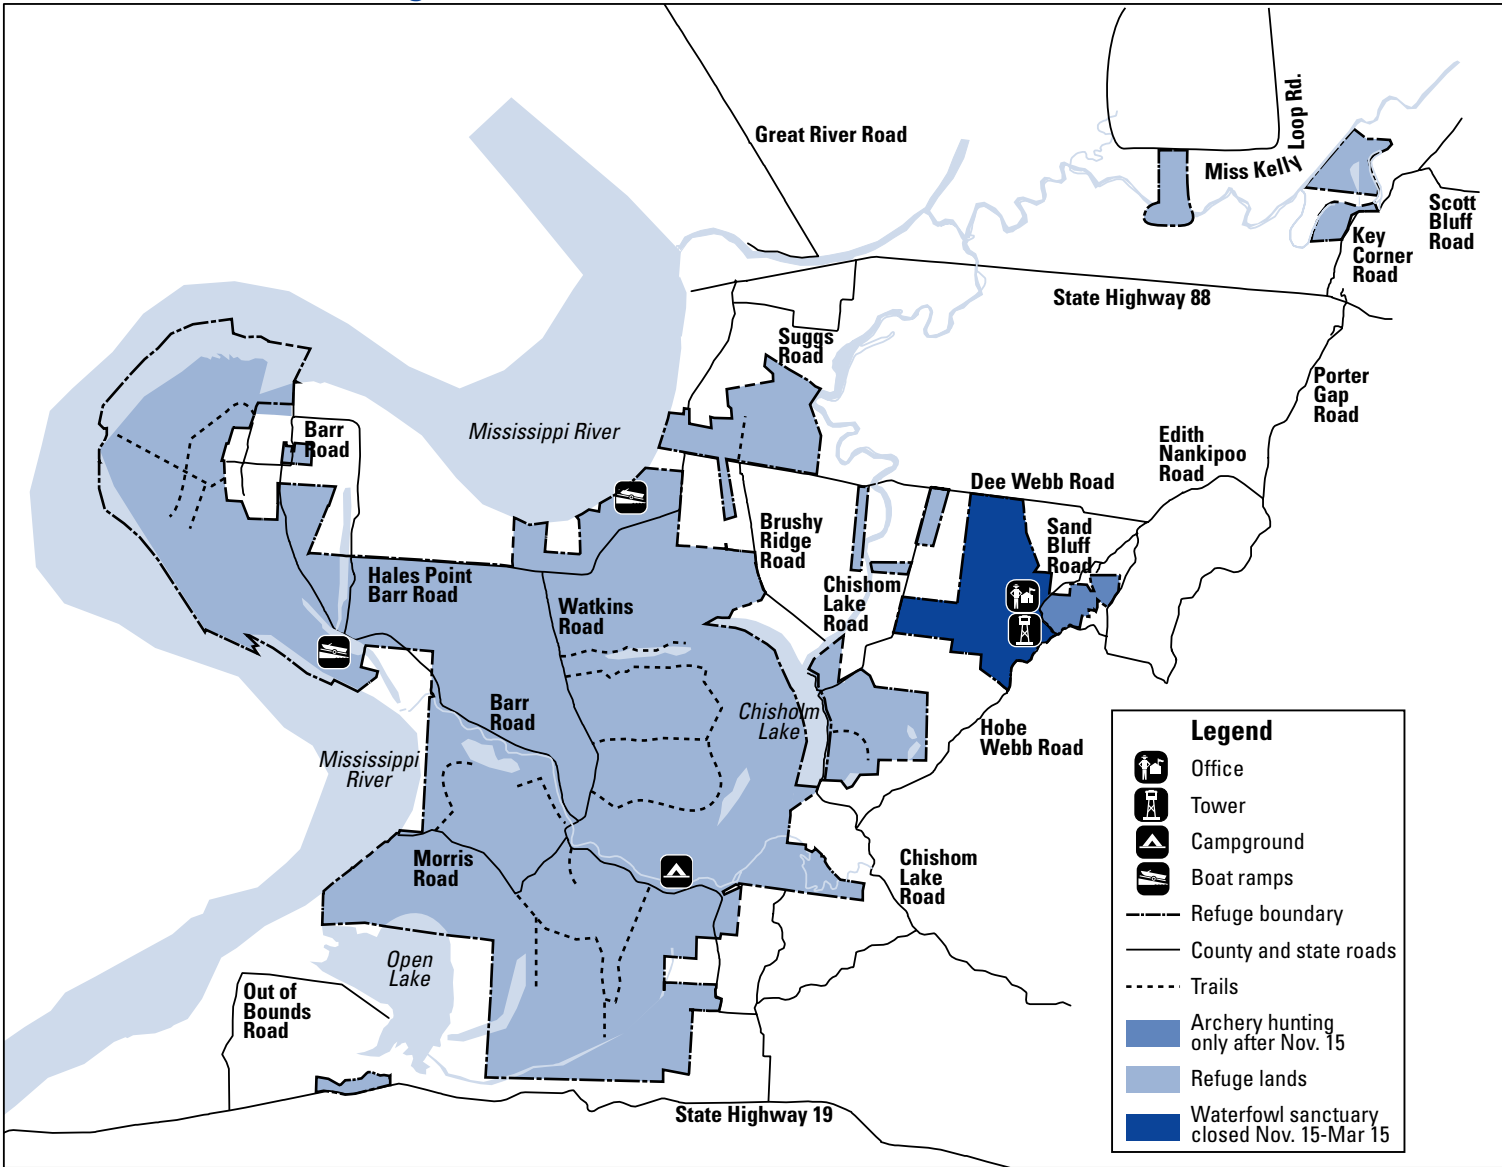 Great River Road
Loop Rd.
Miss Kelly
Scott
Bluff
Road
Key
Corner
Road
State Highway 88
Suggs
Road
Porter
Gap
Road
Barr
Road
Mississippi River
Edith
Nankipoo
Road
Dee Webb Road
Brushy
Ridge
Road
Sand
Bluff
Road
Hales Point
Barr Road
Watkins
Road
Chishom
Lake
Road
Barr
Road
Chisholm
Lake
Hobe
Webb Road
Mississippi
River
Morris
Road
Chishom
Lake
Road
Open
Lake
Out of
Bounds
Road
State Highway 19
Legend
Office
Tower
Campground
Boat ramps
Refuge boundary
County and state roads
Trails
Archery hunting
only after Nov. 15
Refuge lands
Waterfowl sanctuary
closed Nov. 15-Mar 15